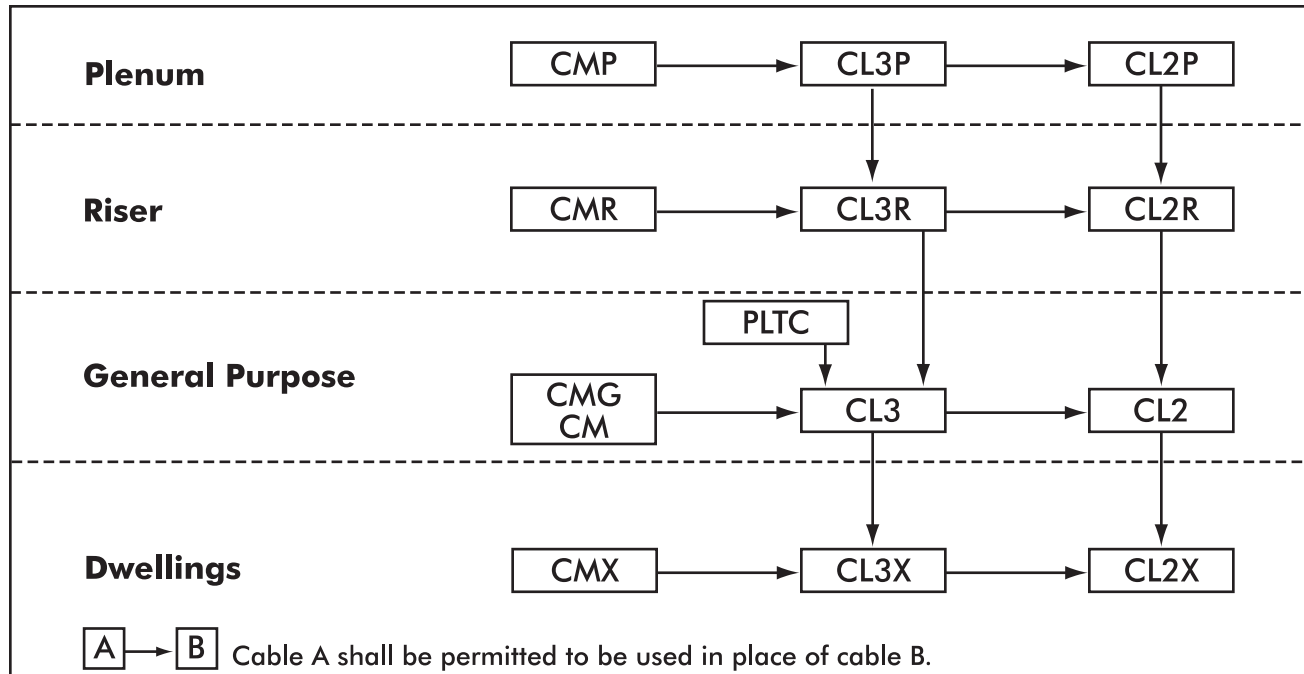 Plenum
CMP
CL3P
CL2P
Riser
CMR
CL3R
CL2R
General Purpose
PLTC
CMG
CM
CL3
CL2
Dwellings
CMX
CL3X
CL2X
A B Cable A shall be permitted to be used in place of cable B.